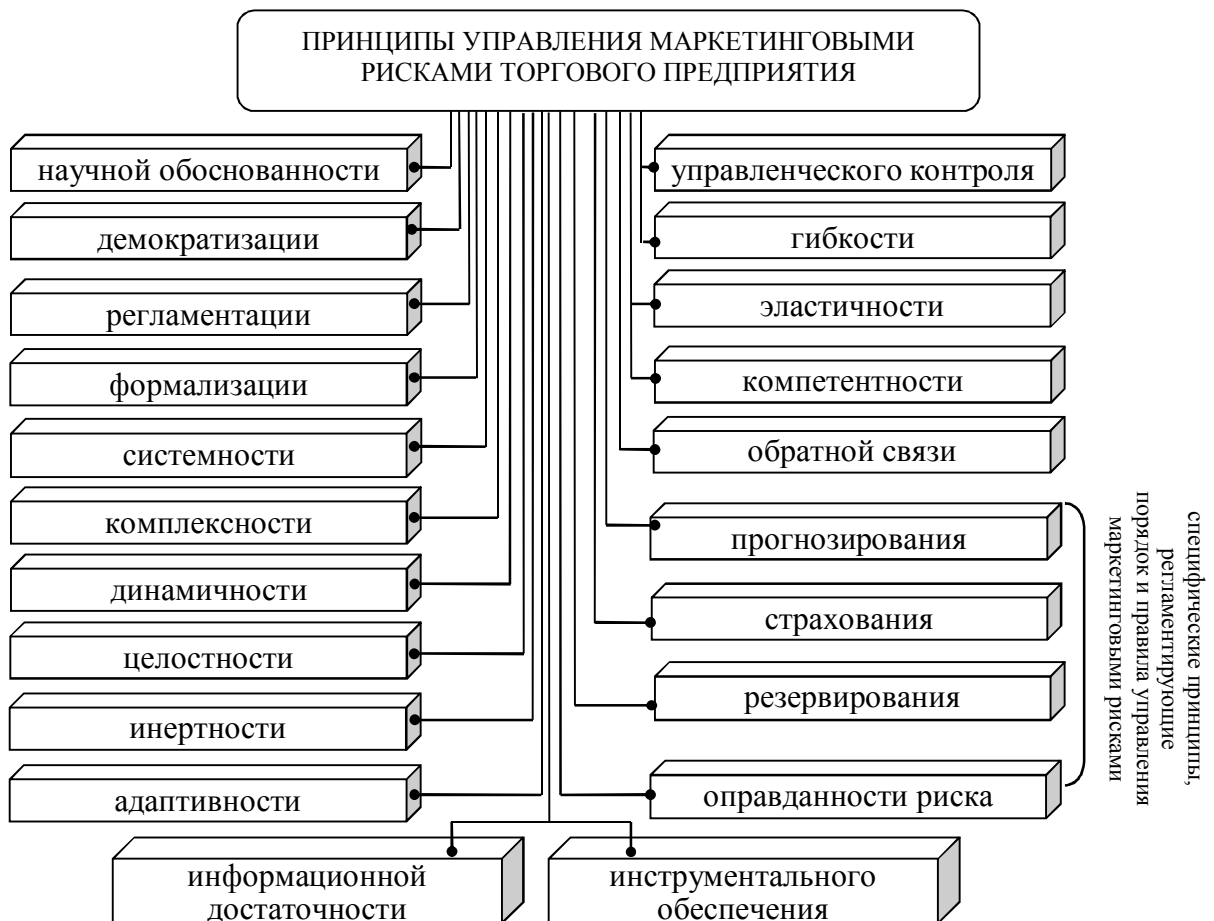 ПРИНЦИПЫ УПРАВЛЕНИЯ МАРКЕТИНГОВЫМИ
РИСКАМИ ТОРГОВОГО ПРЕДПРИЯТИЯ
научной обоснованности
демократизации
регламентации
формализации
системности
комплексности
динамичности
целостности
инертности
адаптивности
управленческого контроля
гибкости
эластичности
компетентности
обратной связи
прогнозирования
страхования
резервирования
оправданности риска
специфические принципы,
регламентирующие
порядок и правила управления
маркетинговыми рисками
информационной
достаточности
инструментального
обеспечения